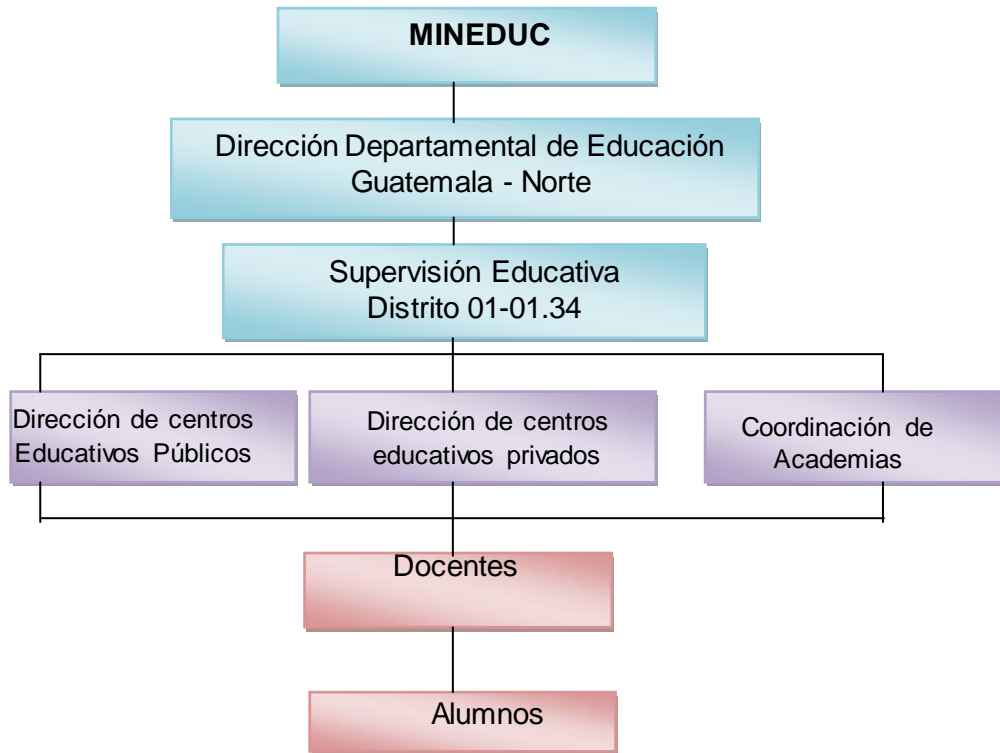 MINEDUC
Dirección Departamental de Educación
Guatemala - Norte
Supervisión Educativa
Distrito 01-01.34
Dirección de centros
Educativos Públicos
Dirección de centros
educativos privados
Coordinación de
Academias
Docentes
Alumnos